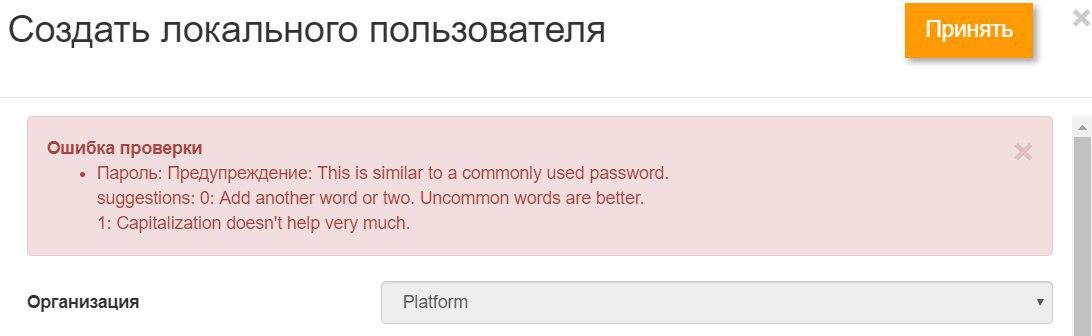 Создать локального пользователя
Принять
Ошибка проверки
Пароль: Предупреждение: This is similar to a commonly used password.
suggestions: 0: Add another word or two. Uncommon words are better.
1: Capitalization doesn't help very much.
Организация
Platform